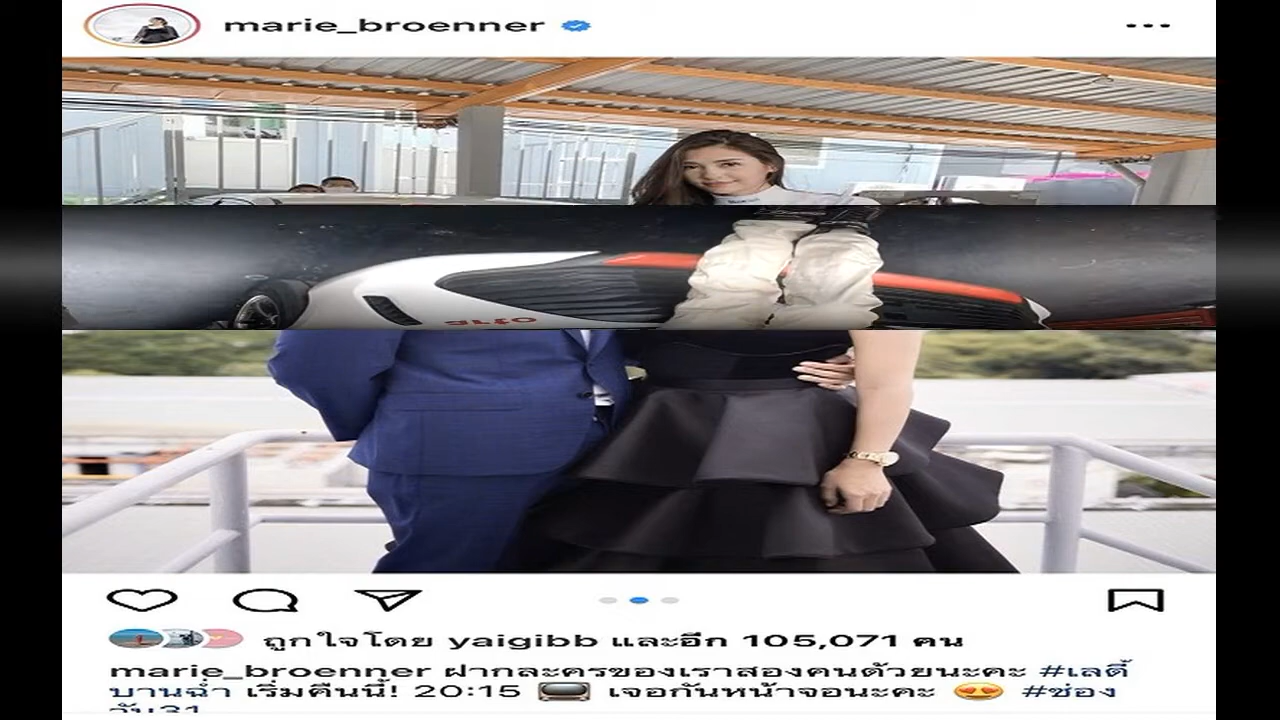 marie_broenner
ถูกใจโดย yaigibb และอีก 105,071 คน
marie_broenner ฝากละครของเราสองคนด้วยนะคะ #เลดี้
บานฉ่ำ เริ่มคืนนี้! 20:15 📺 เจอกันหน้าจอนะคะ 😍 #ช่อง
วัน31